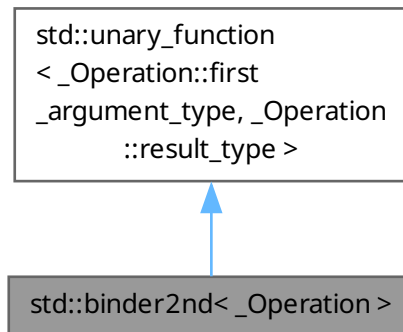 std::unary_function
< _Operation::first
_argument_type, _Operation
::result_type >
std::binder2nd< _Operation >